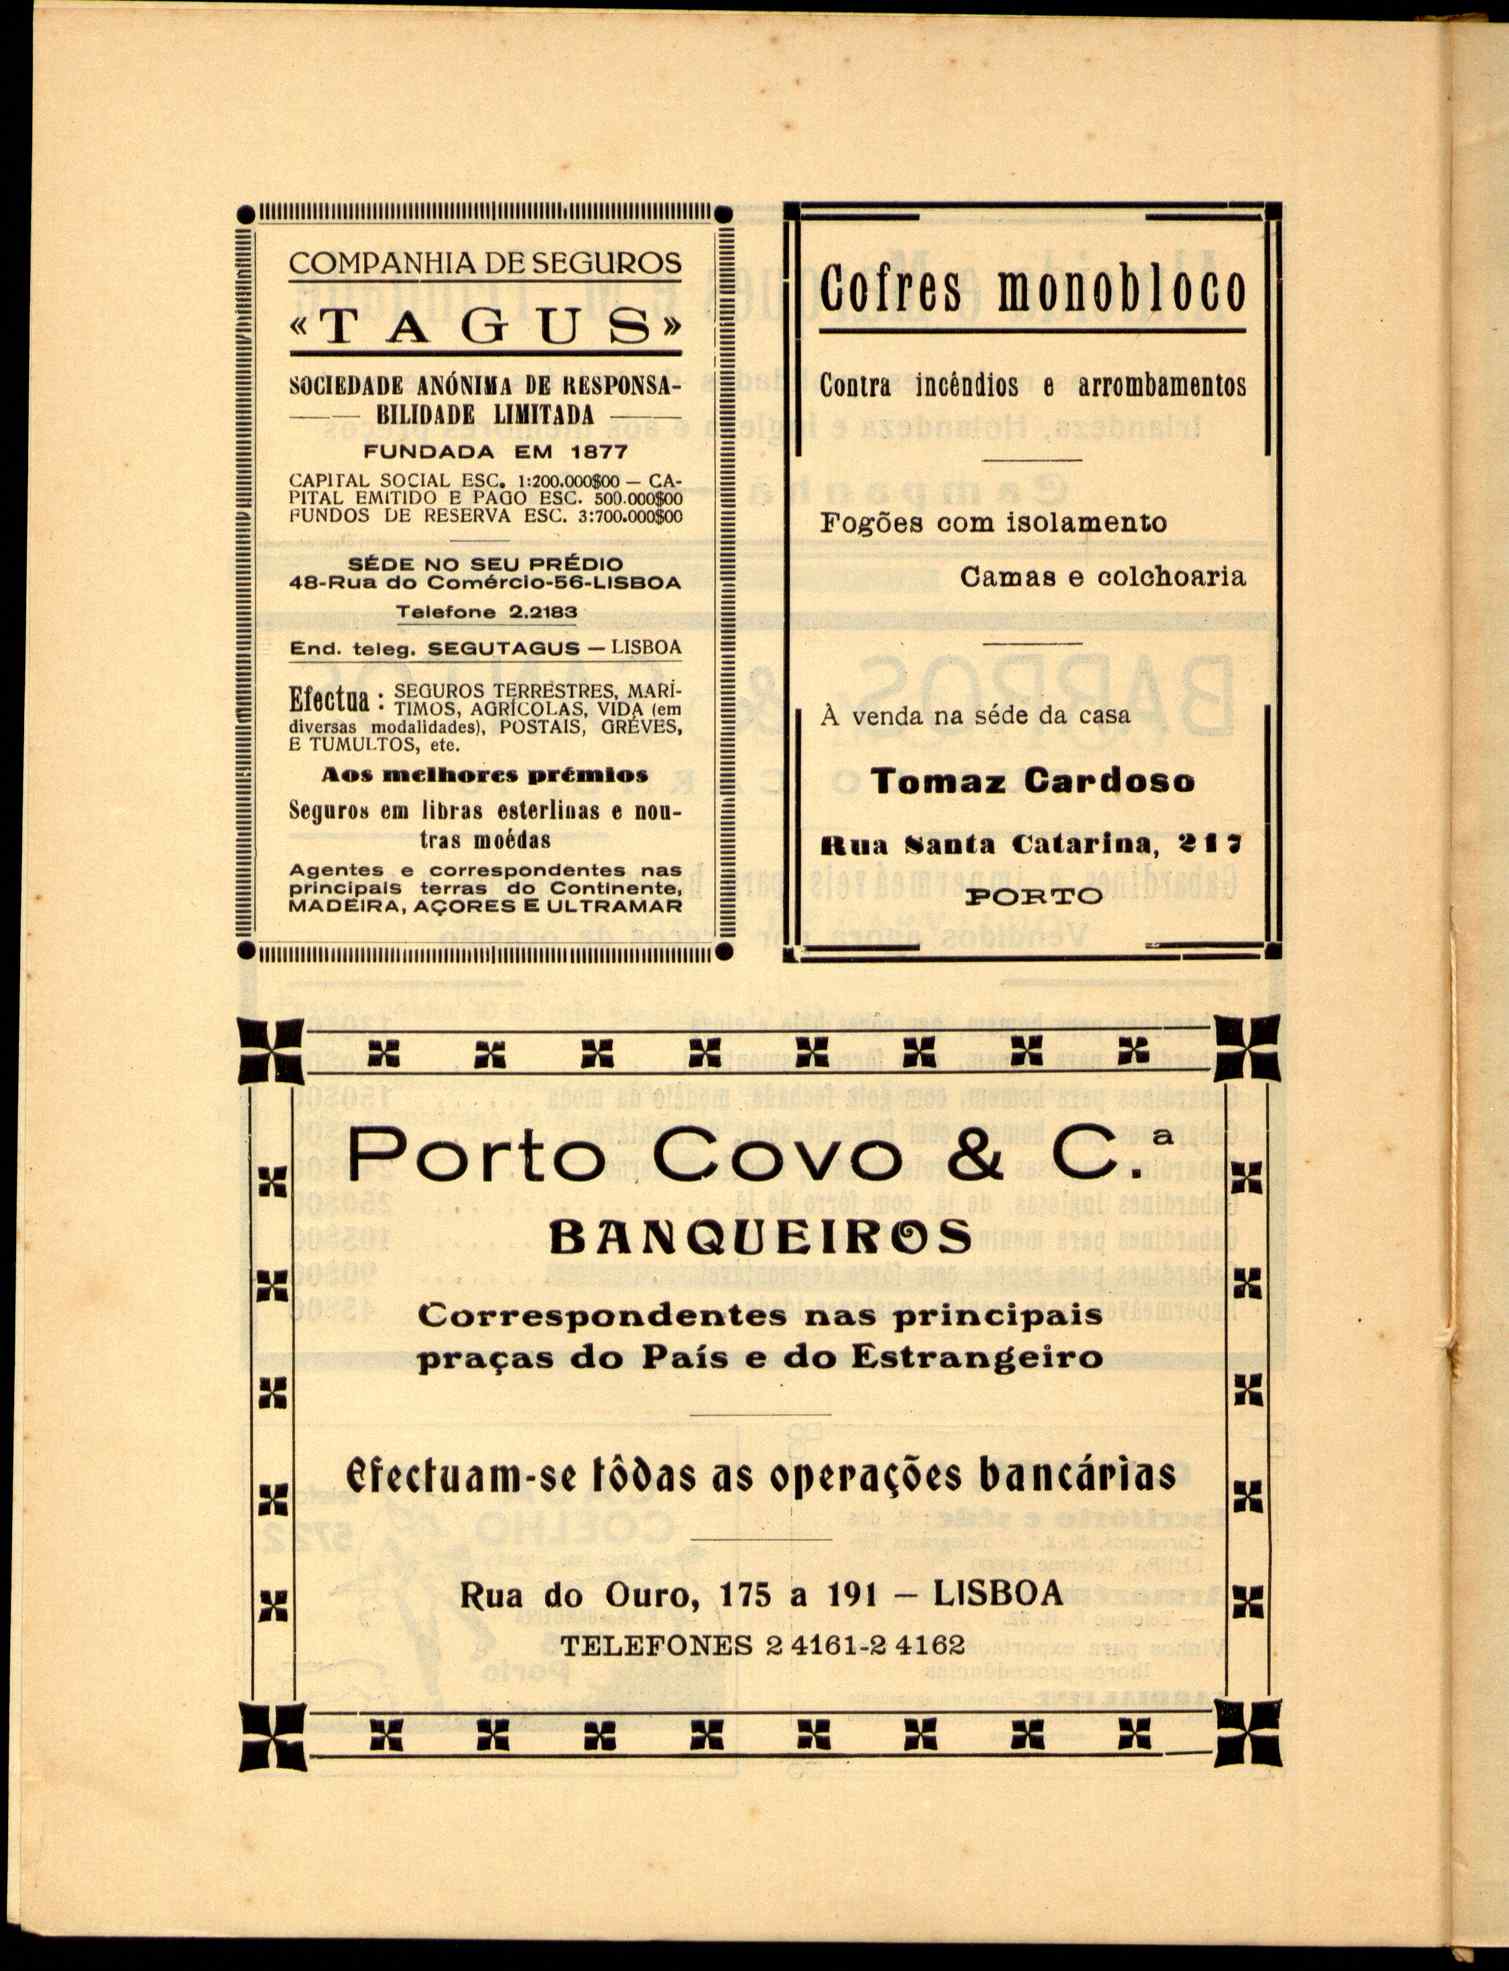 COMPANHIA DE SEGUROS
«TAGUS»
SOCIEDADE ANÓNIMA DE RESPONSA-
BILIDADE LIMITADA
FUNDADA EM 1877
CAPITAL SOCIAL ESC. 1:200.000$00 — CA-
PITAL EMITIDO E PAGO ESC. 500.000$00
FUNDOS DE RESERVA ESC. 3:700.000$00
SÉDE NO SEU PRÉDIO
48-Rua do Comércio-56-LISBOA
Telefone 2.2183
End. teleg. SEGUTAGUS — LISBOA
Efectua: SEGUROS TERRESTRES, MARÍ-
TIMOS, AGRÍCOLAS, VIDA (em
diversas modalidades), POSTAIS, GRÉVES,
E TUMULTOS, etc.
Aos melhores prémios
Seguros em libras esterlinas e nou-
tras moédas
Agentes e correspondentes nas
principais terras do Continente,
MADEIRA, AÇORES E ULTRAMAR
Cofres monobloco
Contra incêndios e arrombamentos
Fogões com isolamento
Camas e colchoaria
À venda na séde da casa
Tomaz Cardoso
Rua Santa Catarina, 217
PORTO
Porto Covo & C.ª
BANQUEIROS
Correspondentes nas principais
praças do País e do Estrangeiro
Efectuam-se tôdas as operações bancárias
Rua do Ouro, 175 a 191 — LISBOA
TELEFONES 2 4161-2 4162